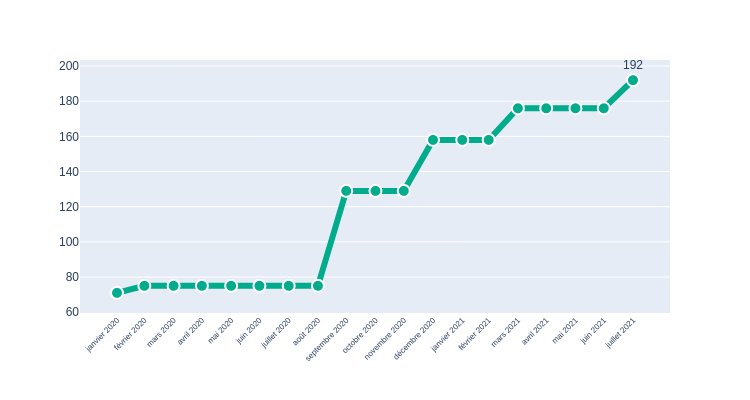 192
200
180
160
140
120
100
80
60
janvier 2020
février 2020
mars 2020
avril 2020
mai 2020
juin 2020
juillet 2020
août 2020
septembre 2020
octobre 2020
novembre 2020
décembre 2020
janvier 2021
février 2021
mars 2021
avril 2021
mai 2021
juin 2021
juillet 2021